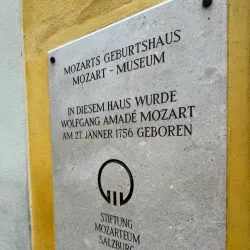 MOZARTS GEBURTSHAUS
MOZART - MUSEUM
IN DIESEM HAUS WURDE
WOLFGANG AMADÉ MOZART
AM 27. JÄNNER 1756 GEBOREN
STIFTUNG
MOZARTEUM
SALZBURG